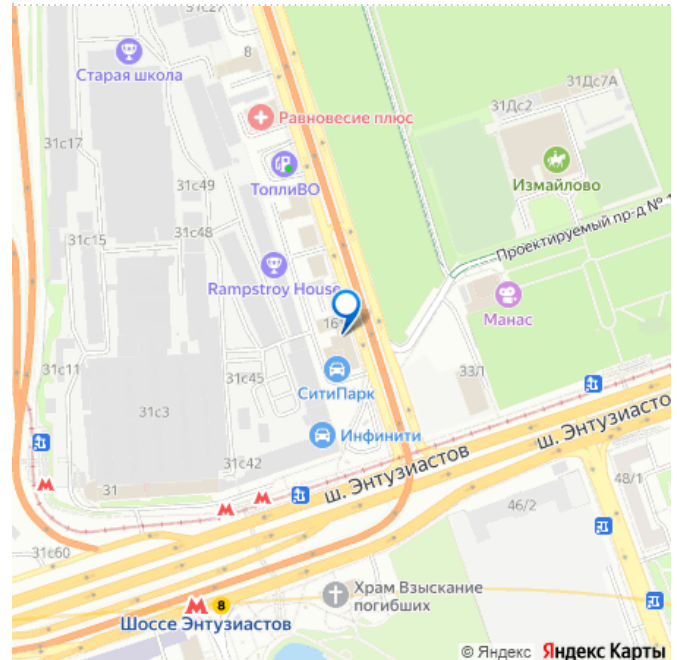 31с27
8
Старая школа
31Дс7А
31Дс2
Равновесие плюс
31с17
Измайлово
31с49
ТоплиВО
Проектируемый пр-д №
31с48
31с15
Rampstroy House
Манас
16
31с11
33Л
31с45
СитиПарк
31с3
Инфинити
ш. Энтузиастов
31с42
ш. Энтузиасто
48/1
31
46/2
31с60
Храм Взыскание
погибших
8
Шоссе Энтузиастов
© Яндекс Яндекс Карты